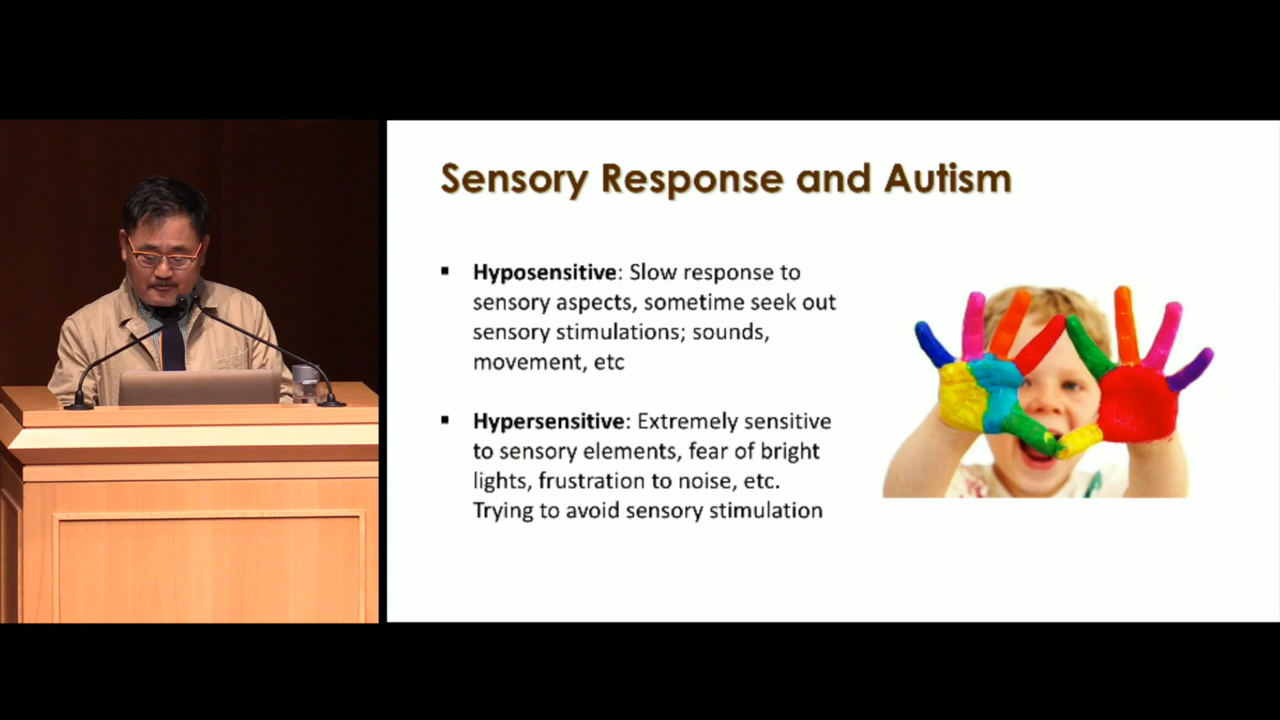 Sensory Response and Autism
▪ Hyposensitive: Slow response to
sensory aspects, sometime seek out
sensory stimulations; sounds,
movement, etc
▪ Hypersensitive: Extremely sensitive
to sensory elements, fear of bright
lights, frustration to noise, etc.
Trying to avoid sensory stimulation